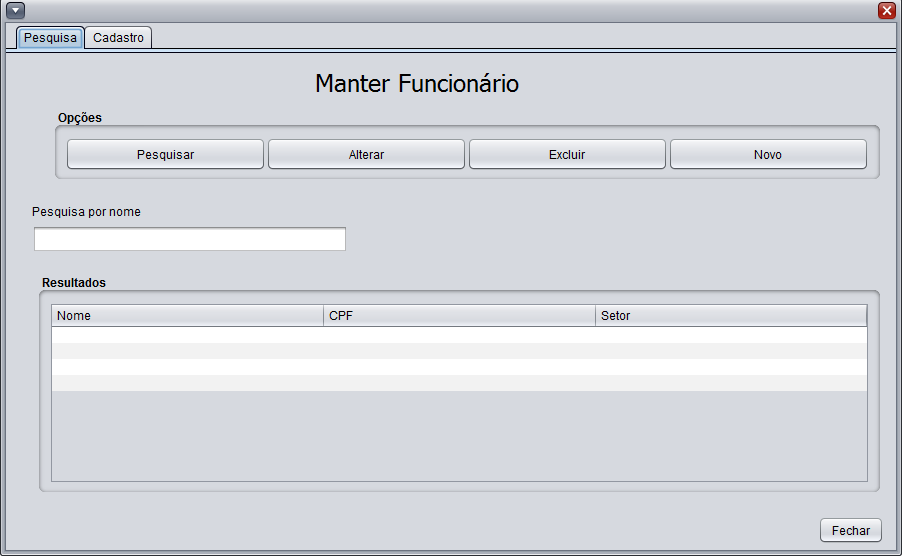 Pesquisa Cadastro
Manter Funcionário
Opções
Pesquisar Alterar Excluir Novo
Pesquisa por nome
Resultados
Nome CPF Setor
Fechar